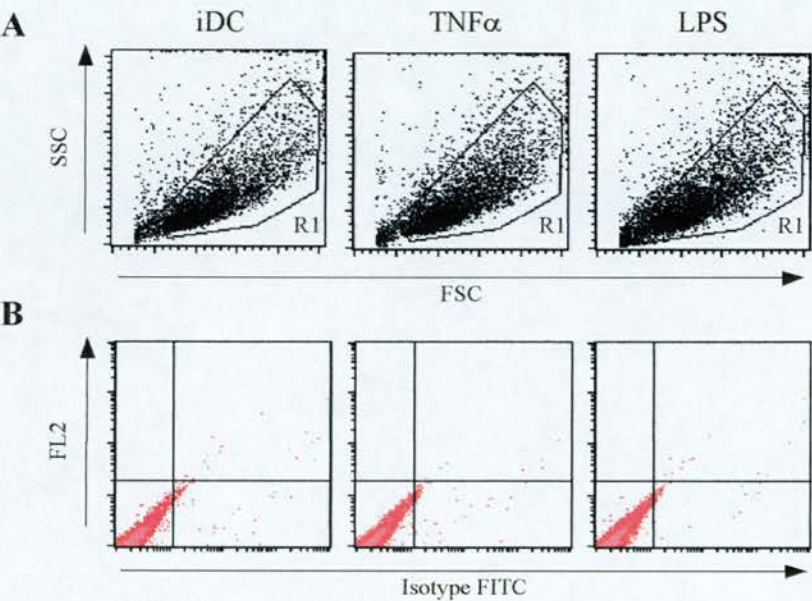 A
iDC
TNFα
LPS
SSC
R1
R1
R1
FSC
B
FL2
Isotype FITC